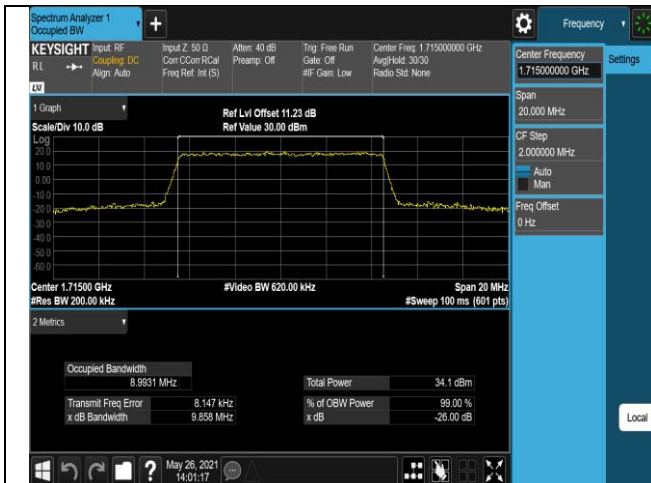 Spectrum Analyzer 1
Occupied BW
+
Frequency
KEYSIGHT Input: RF
Coupling: DC
Align: Auto
RL
LXI
Input Z: 50 Ω
Corr CCorr RCal
Freq Ref: Int (S)
Atten: 40 dB
Preamp: Off
Trig: Free Run
Gate: Off
#IF Gain: Low
Center Freq: 1.715000000 GHz
Avg|Hold: 30/30
Radio Std: None
Center Frequency
1.715000000 GHz
Settings
Span
20.000 MHz
CF Step
2.000000 MHz
Auto
Man
Freq Offset
0 Hz
1 Graph
Scale/Div 10.0 dB
Ref Lvl Offset 11.23 dB
Ref Value 30.00 dBm
Log
20.0
10.0
0.00
-10.0
-20.0
-30.0
-40.0
-50.0
-60.0
Center 1.71500 GHz
#Video BW 620.00 kHz
Span 20 MHz
#Res BW 200.00 kHz
#Sweep 100 ms (601 pts)
2 Metrics
Occupied Bandwidth
8.9931 MHz
Total Power 34.1 dBm
Transmit Freq Error 8.147 kHz
% of OBW Power 99.00 %
x dB Bandwidth 9.858 MHz
x dB -26.00 dB
Local
?
May 26, 2021
14:01:17